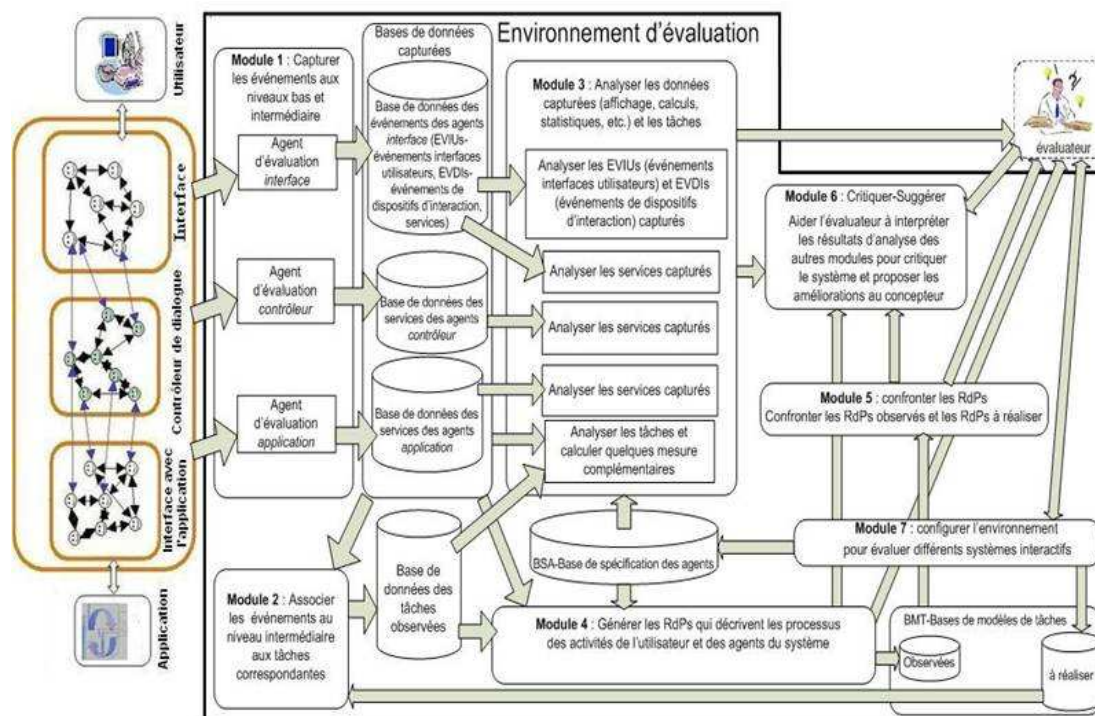 Environnement d'évaluation
Utilisateur
Interface
Contrôleur de dialogue
Interface avec
l'application
Application
Module 1 : Capturer
les événements aux
niveaux bas et
intermédiaire
Agent
d'évaluation
interface
Agent
d'évaluation
contrôleur
Agent
d'évaluation
application
Bases de données
capturées
Base de données des
événements des agents
interface (EVIUs-
événements interfaces
utilisateurs, EVDIs-
événements de
dispositifs d'interaction,
services)
Base de données des
services des agents
contrôleur
Base de données des
services des agents
application
Module 3 : Analyser les données
capturées (affichage, calculs,
statistiques, etc.) et les tâches
Analyser les EVIUs (événements
interfaces utilisateurs) et EVDIs
(événements de dispositifs
d'interaction) capturés
Analyser les services capturés
Analyser les services capturés
Analyser les services capturés
Analyser les tâches et
calculer quelques mesure
complémentaires
évaluateur
Module 6 : Critiquer-Suggérer
Aider l'évaluateur à interpréter
les résultats d'analyse des
autres modules pour critiquer
le système et proposer les
améliorations au concepteur
Module 5 : confronter les RdPs
Confronter les RdPs observés et les RdPs à réaliser
Module 7 : configurer l'environnement
pour évaluer différents systèmes interactifs
BSA-Base de spécification des agents
Module 2 : Associer
les événements au
niveau intermédiaire
aux tâches
correspondantes
Base de
données des
tâches
observées
Module 4 : Générer les RdPs qui décrivent les processus
des activités de l'utilisateur et des agents du système
BMT-Bases de modèles de tâches
Observées
à réaliser